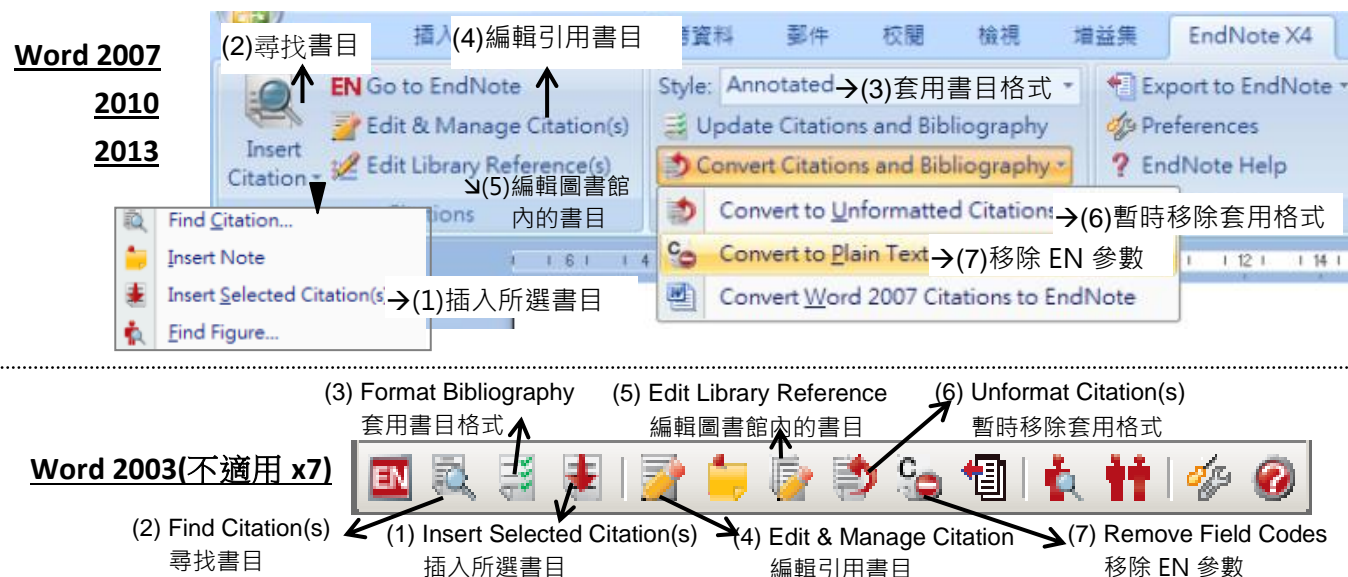 Word 2007
2010
2013
(2)尋找書目
插入
(4)編輯引用書目
資料
郵件
校閱
檢視
增益集
EndNote X4
EN Go to EndNote
Edit & Manage Citation(s)
Edit Library Reference(s)
Insert
Citation
(5)編輯圖書館
內的書目
Style: Annotated
→(3)套用書目格式
Update Citations and Bibliography
Convert Citations and Bibliography
Export to EndNote
Preferences
? EndNote Help
Find Citation...
Insert Note
Insert Selected Citation(s)
→(1)插入所選書目
Find Figure...
Convert to Unformatted Citations
→(6)暫時移除套用格式
Convert to Plain Text
→(7)移除 EN 參數
Convert Word 2007 Citations to EndNote
6
4
12
14
(3) Format Bibliography
套用書目格式
(5) Edit Library Reference
編輯圖書館內的書目
(6) Unformat Citation(s)
暫時移除套用格式
Word 2003(不適用 x7)
EN
(2) Find Citation(s)
尋找書目
(1) Insert Selected Citation(s)
插入所選書目
(4) Edit & Manage Citation
編輯引用書目
(7) Remove Field Codes
移除 EN 參數